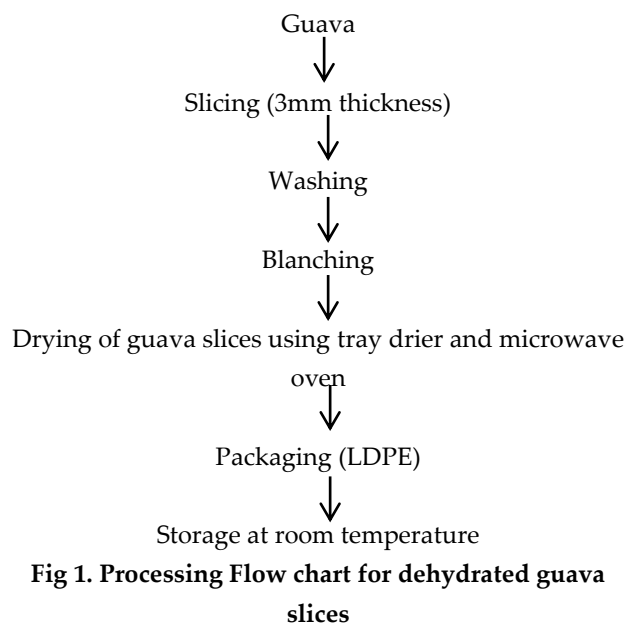 Guava
Slicing (3mm thickness)
Washing
Blanching
Drying of guava slices using tray drier and microwave
oven
Packaging (LDPE)
Storage at room temperature
Fig 1. Processing Flow chart for dehydrated guava
slices